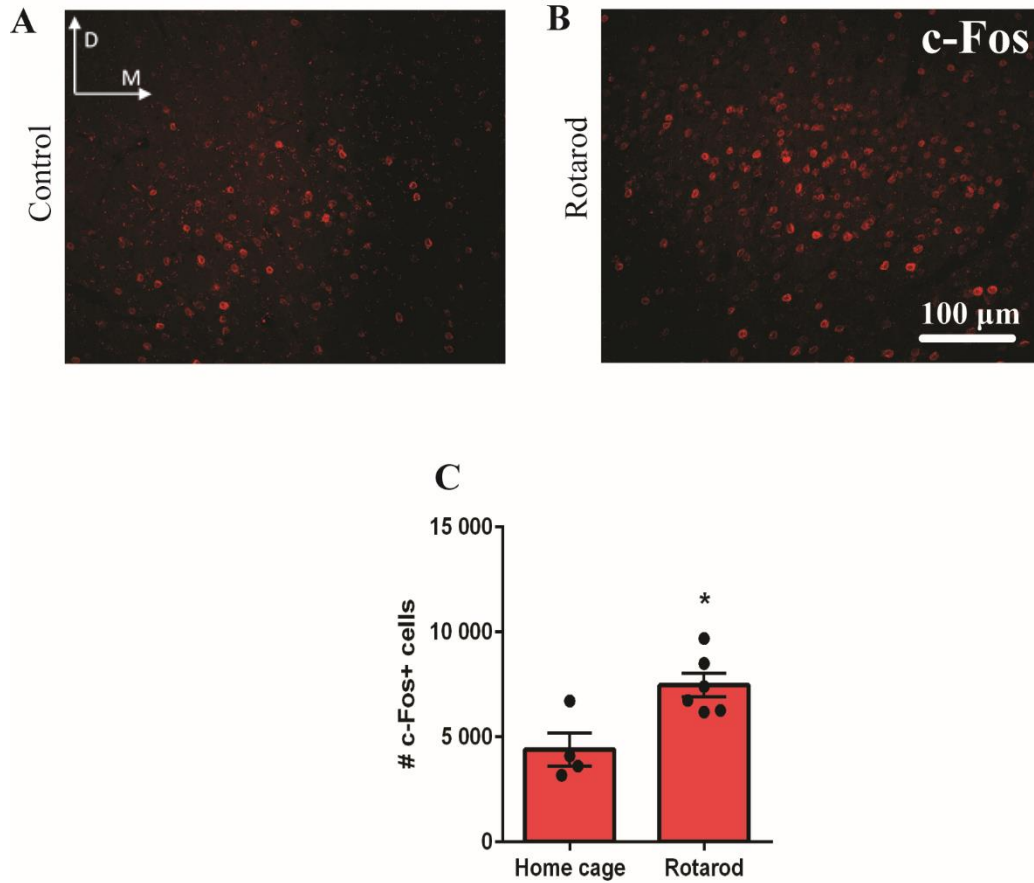 A
B
D
M
c-Fos
Control
Rotarod
100 µm
C
15 000
10 000
5 000
0
# c-Fos+ cells
*
Home cage
Rotarod